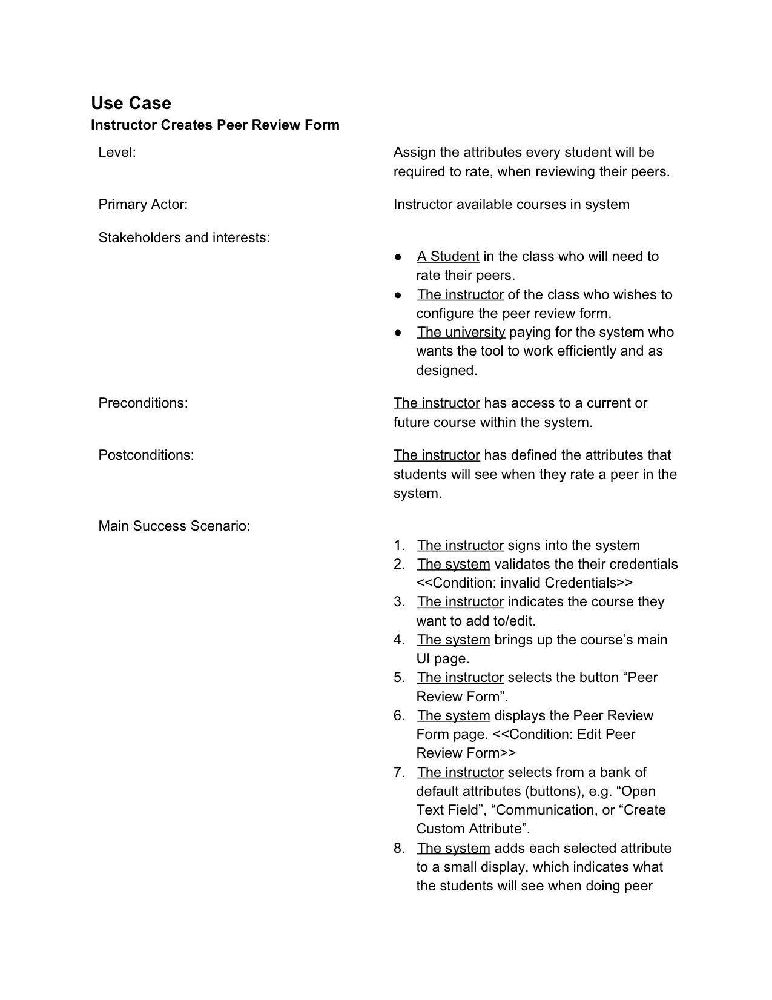 Use Case
Instructor Creates Peer Review Form
Level:
Assign the attributes every student will be
required to rate, when reviewing their peers.
Primary Actor:
Instructor available courses in system
Stakeholders and interests:
● A Student in the class who will need to
rate their peers.
● The instructor of the class who wishes to
configure the peer review form.
● The university paying for the system who
wants the tool to work efficiently and as
designed.
Preconditions:
The instructor has access to a current or
future course within the system.
Postconditions:
The instructor has defined the attributes that
students will see when they rate a peer in the
system.
Main Success Scenario:
1. The instructor signs into the system
2. The system validates the their credentials
<<Condition: invalid Credentials>>
3. The instructor indicates the course they
want to add to/edit.
4. The system brings up the course’s main
UI page.
5. The instructor selects the button “Peer
Review Form”.
6. The system displays the Peer Review
Form page. <<Condition: Edit Peer
Review Form>>
7. The instructor selects from a bank of
default attributes (buttons), e.g. “Open
Text Field”, “Communication, or “Create
Custom Attribute”.
8. The system adds each selected attribute
to a small display, which indicates what
the students will see when doing peer